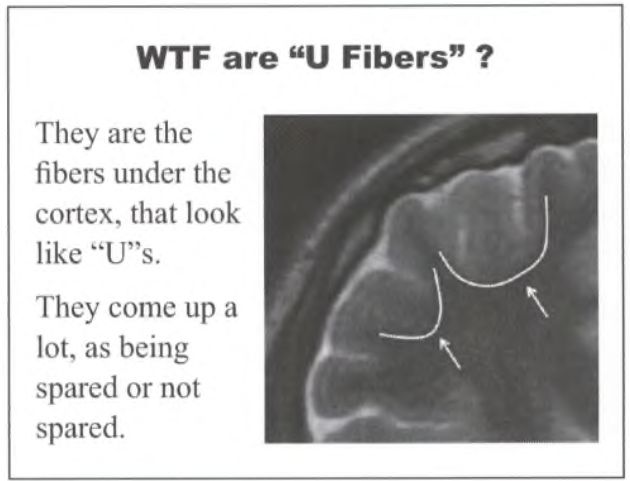 WTF are “U Fibers” ?
They are the
fibers under the
cortex, that look
like “U”s.
They come up a
lot, as being
spared or not
spared.